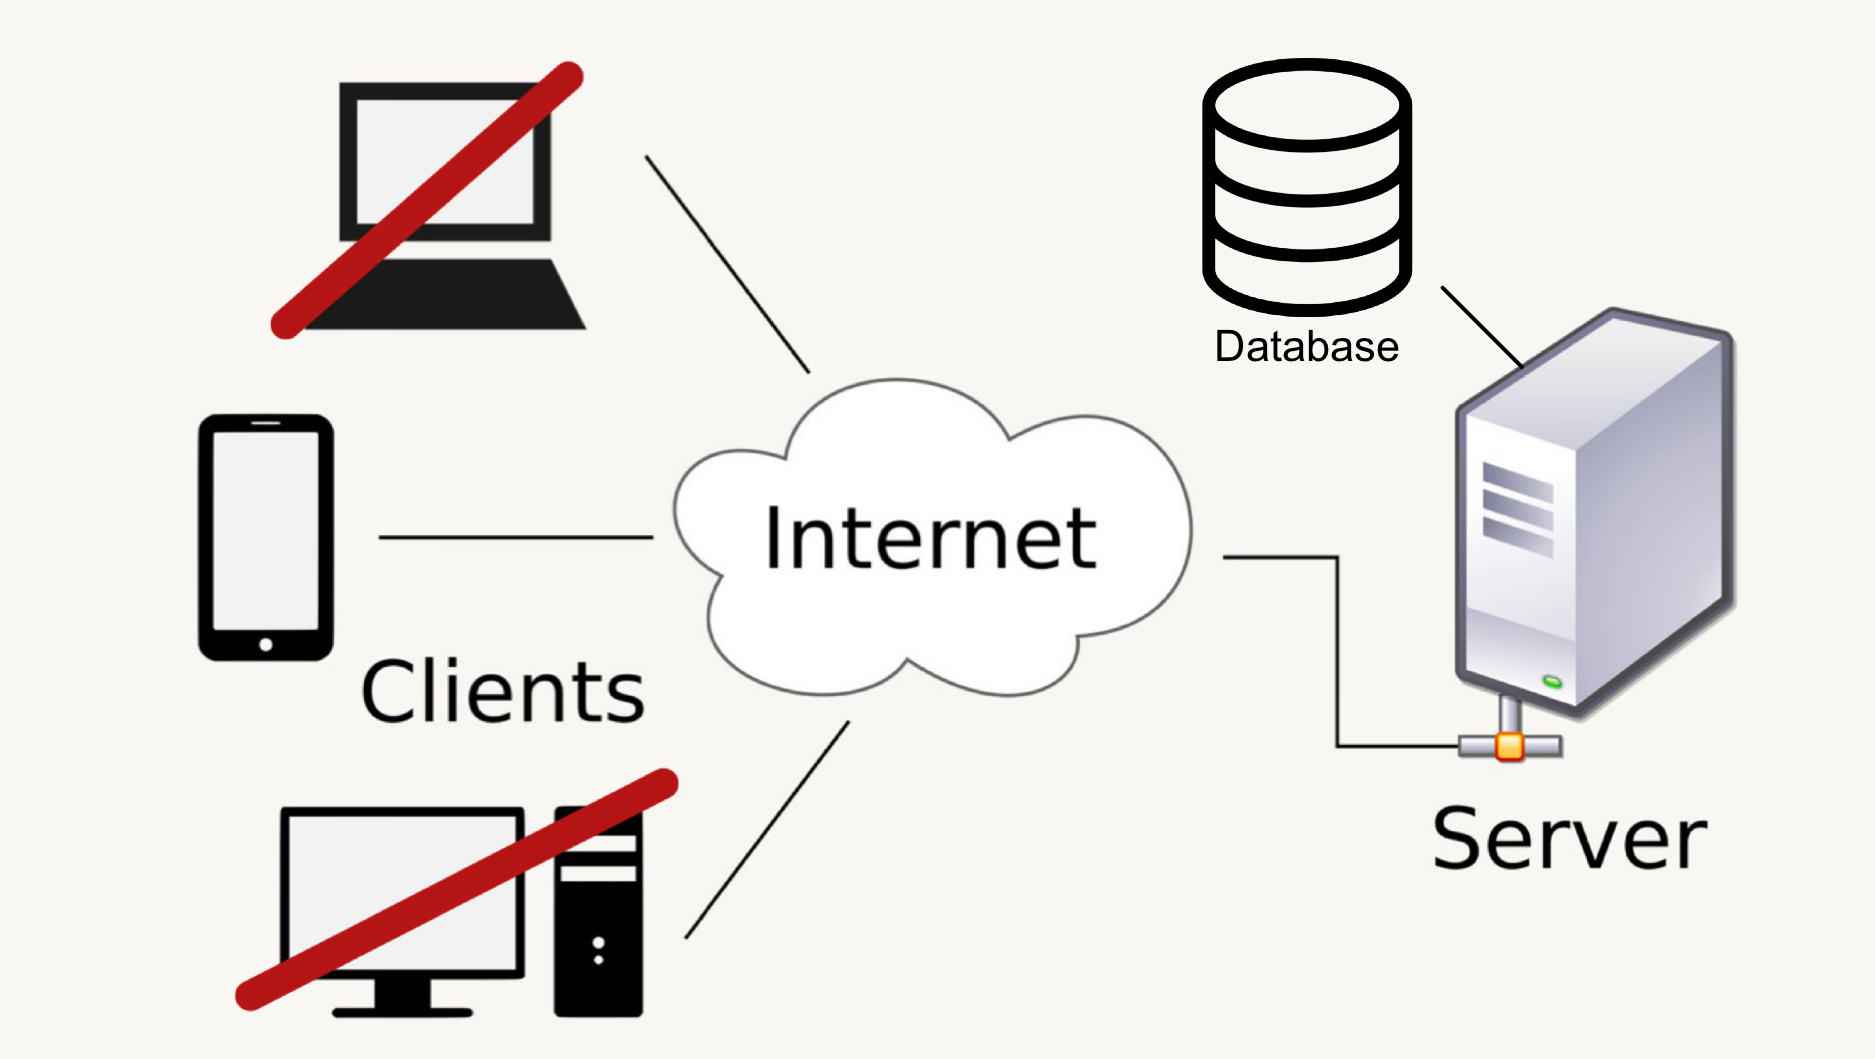 Database
Internet
Clients
Server